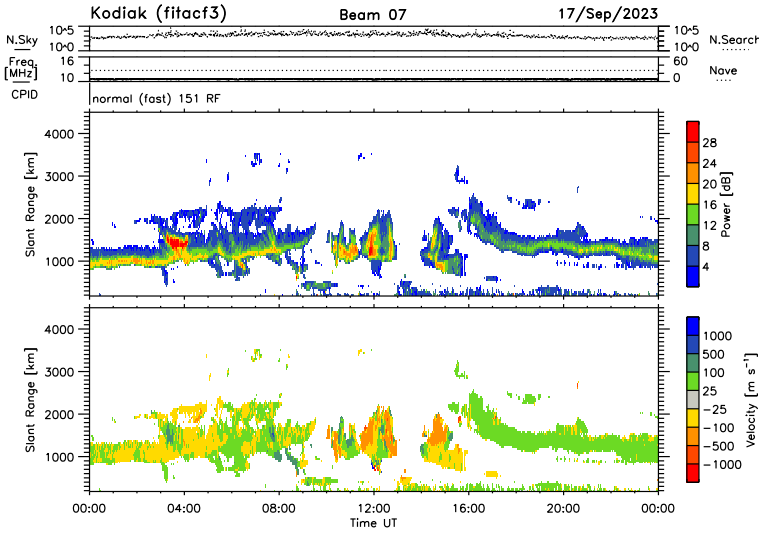 Kodiak (fitacf3) Beam 07 17/Sep/2023
N.Sky 10^5 10^0 10^5 10^0 N.Search
Freq. [MHz] 16 10 60 0 Nave
CPID normal (fast) 151 RF
Slant Range [km] 4000 3000 2000 1000
28 24 20 16 12 8 4 Power [dB]
Slant Range [km] 4000 3000 2000 1000
1000 500 100 25 -25 -100 -500 -1000 Velocity [m s^-1]
00:00 04:00 08:00 12:00 16:00 20:00 00:00
Time UT